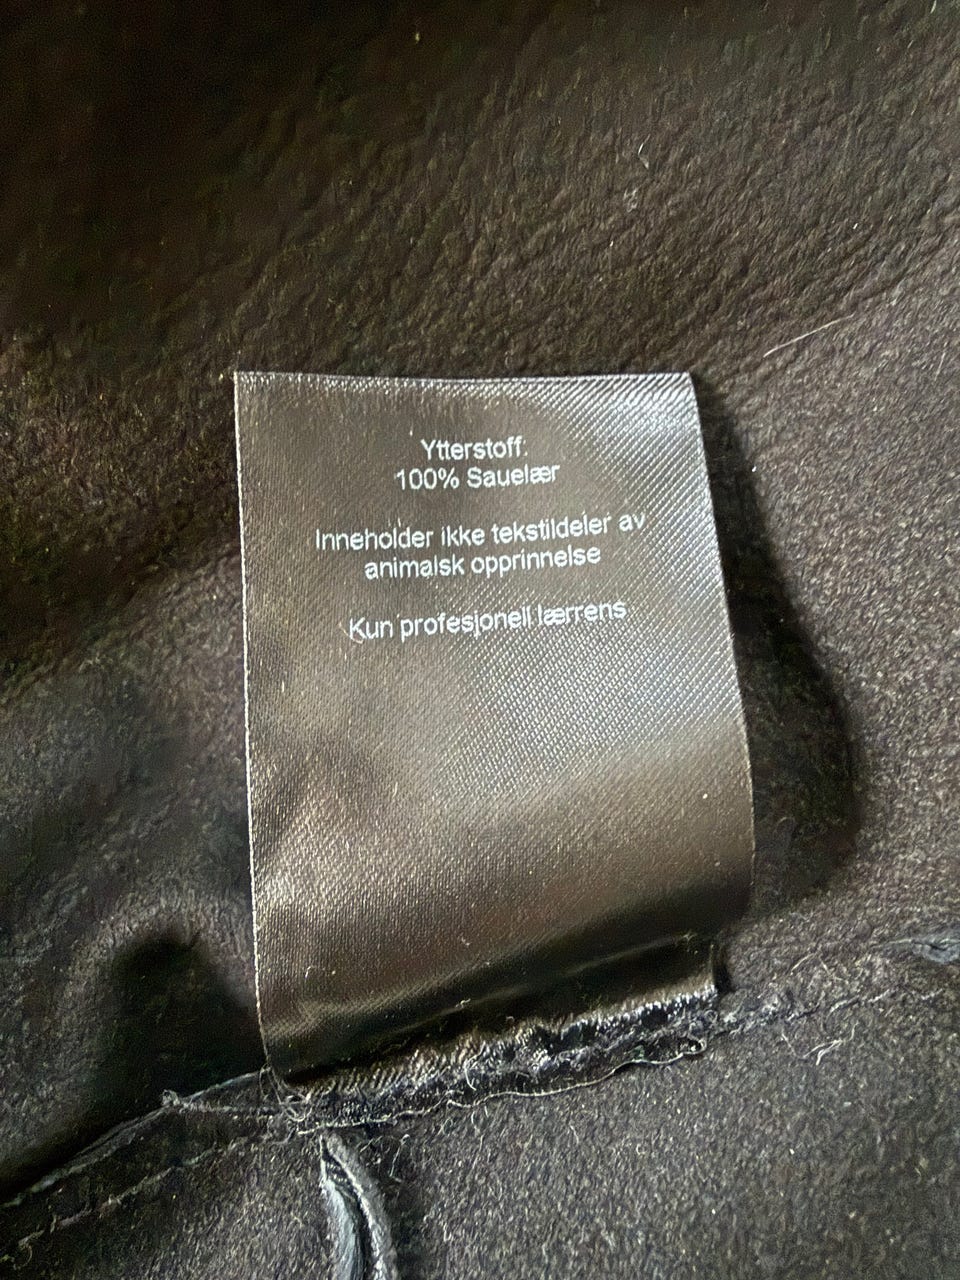 Ytterstoff:
100% Sauelær
Inneholder ikke tekstildeler av
animalsk opprinnelse
Kun profesjonell lærrens